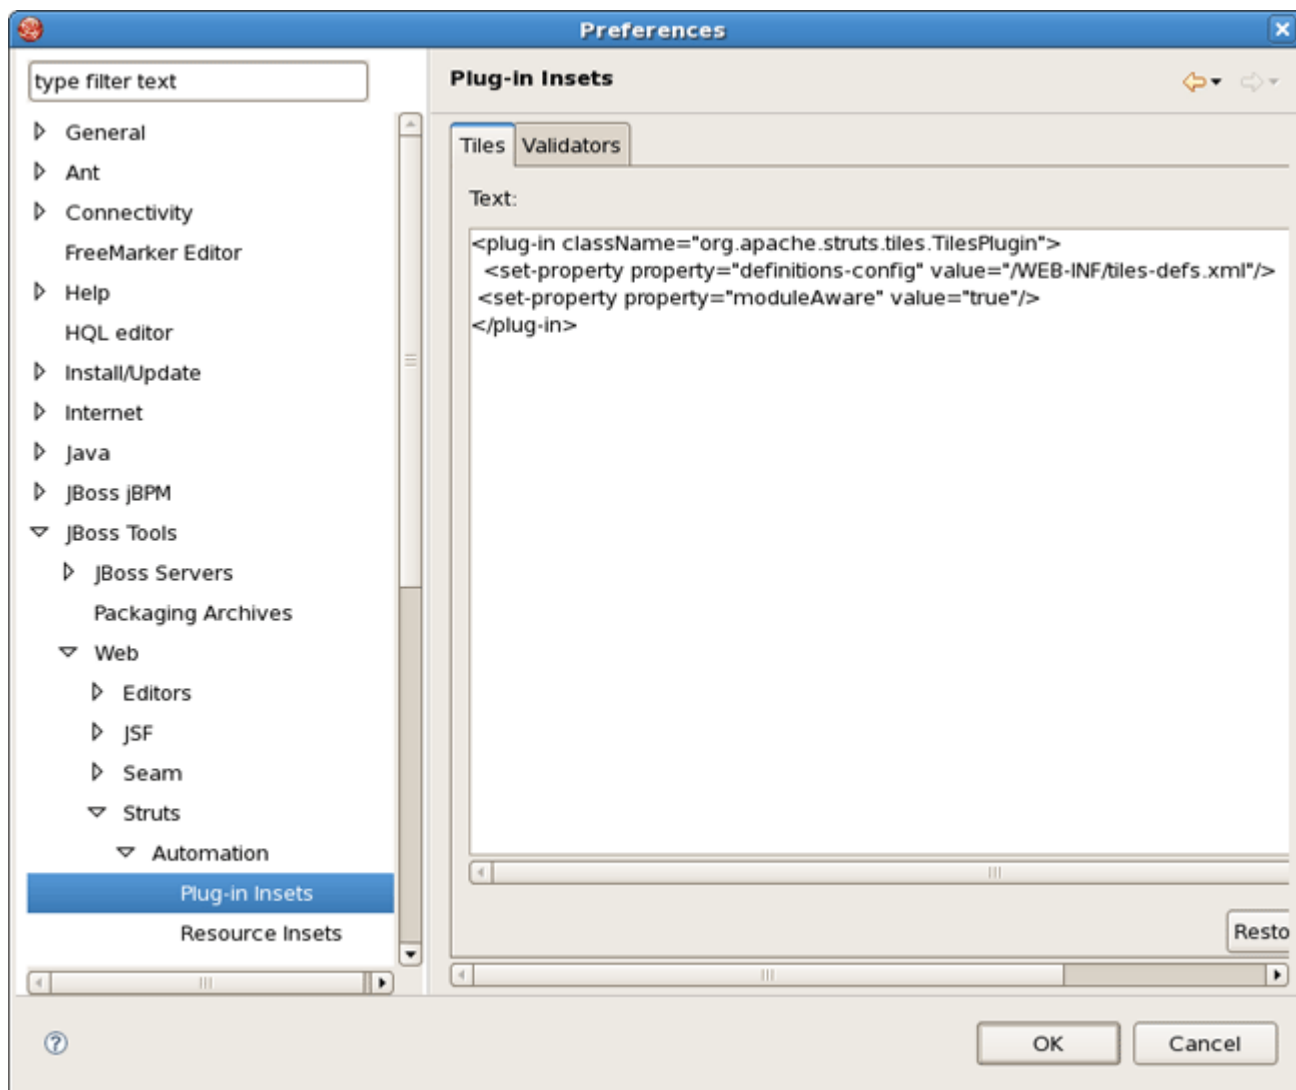 Preferences
type filter text
General
Ant
Connectivity
FreeMarker Editor
Help
HQL editor
Install/Update
Internet
Java
JBoss jBPM
JBoss Tools
JBoss Servers
Packaging Archives
Web
Editors
JSF
Seam
Struts
Automation
Plug-in Insets
Resource Insets
Plug-in Insets
Tiles
Validators
Text:
<plug-in className="org.apache.struts.tiles.TilesPlugin">
<set-property property="definitions-config" value="/WEB-INF/tiles-defs.xml"/>
<set-property property="moduleAware" value="true"/>
</plug-in>
Resto
OK
Cancel